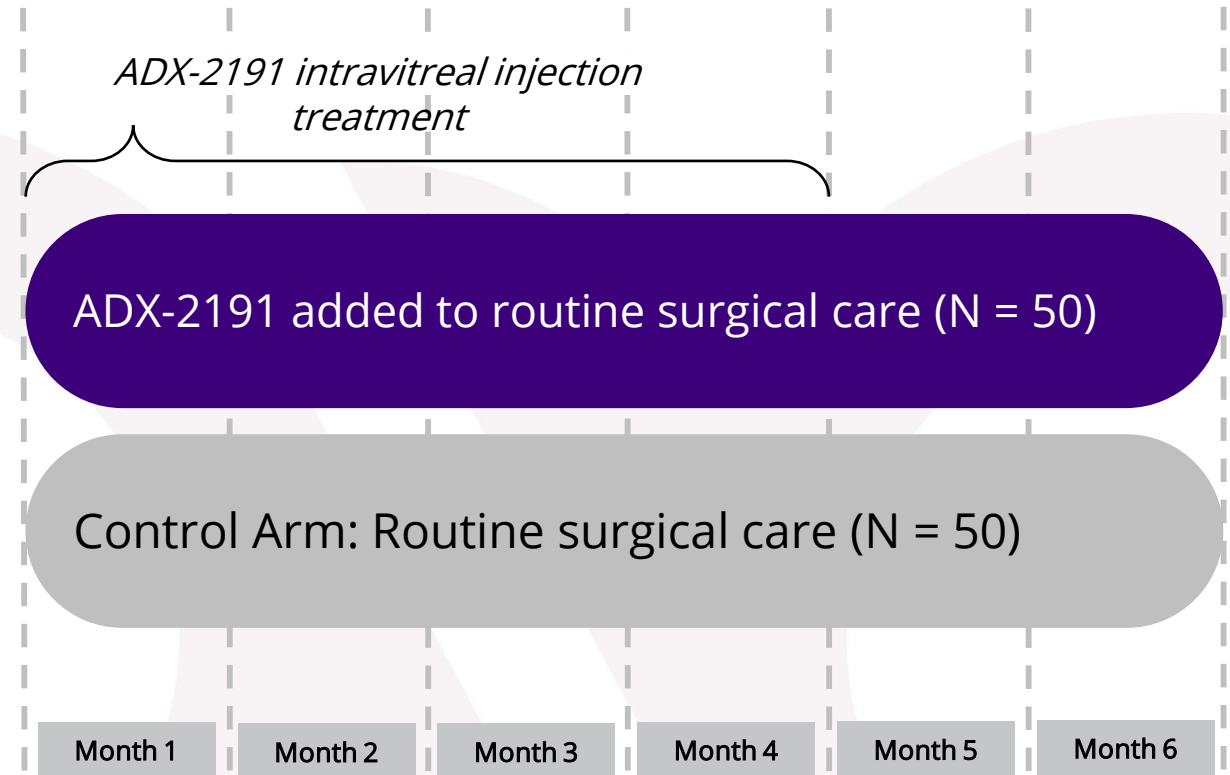 ADX-2191 intravitreal injection
treatment
ADX-2191 added to routine surgical care (N = 50)
Control Arm: Routine surgical care (N = 50)
Month 1
Month 2
Month 3
Month 4
Month 5
Month 6